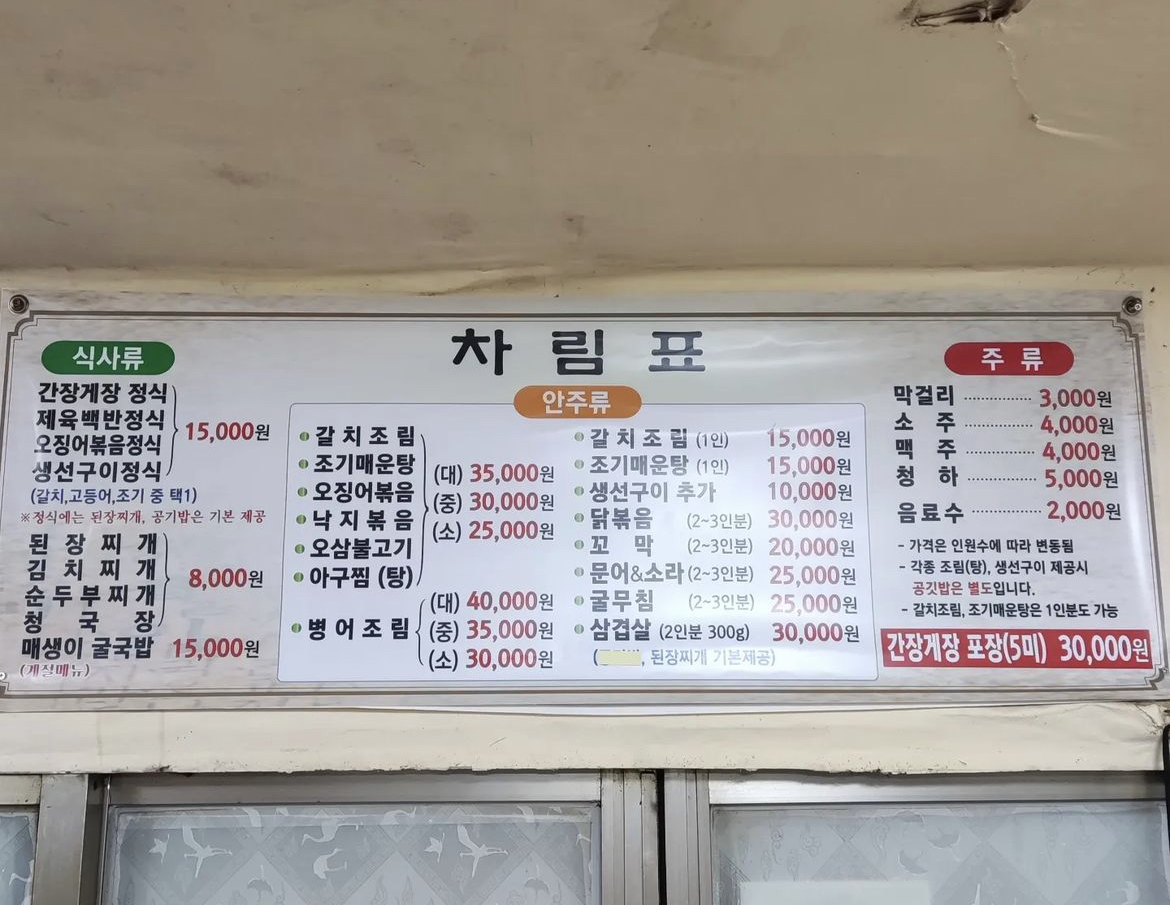 차림표
식사류
간장게장 정식
제육백반정식
오징어볶음정식
생선구이정식
15,000원
(갈치,고등어,조기 중 택1)
※정식에는 된장찌개, 공기밥은 기본 제공
된장찌개
김치찌개
순두부찌개
청국장
8,000원
매생이 굴국밥 15,000원
(계절메뉴)
안주류
갈치조림
조기매운탕
오징어볶음
낙지볶음
오삼불고기
아구찜 (탕)
(대) 35,000원
(중) 30,000원
(소) 25,000원
병어조림
(대) 40,000원
(중) 35,000원
(소) 30,000원
갈치조림 (1인) 15,000원
조기매운탕 (1인) 15,000원
생선구이 추가 10,000원
닭볶음 (2~3인분) 30,000원
꼬막 (2~3인분) 20,000원
문어&소라 (2~3인분) 25,000원
굴무침 (2~3인분) 25,000원
삼겹살 (2인분 300g) 30,000원
, 된장찌개 기본제공)
주류
막걸리 3,000원
소주 4,000원
맥주 4,000원
청하 5,000원
음료수 2,000원
- 가격은 인원수에 따라 변동됨
- 각종 조림(탕), 생선구이 제공시
공깃밥은 별도입니다.
- 갈치조림, 조기매운탕은 1인분도 가능
간장게장 포장(5미) 30,000원